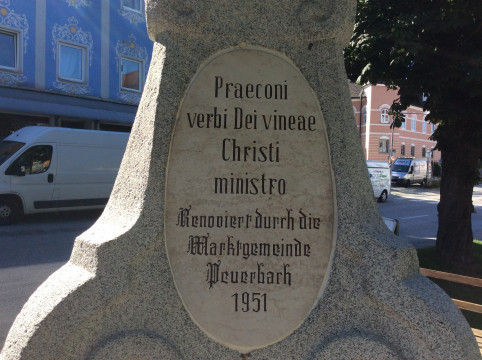 Praeconi
verbi Dei vineae
Christi
ministro
Renoviert durch die
Marktgemeinde
Peuerbach
1951